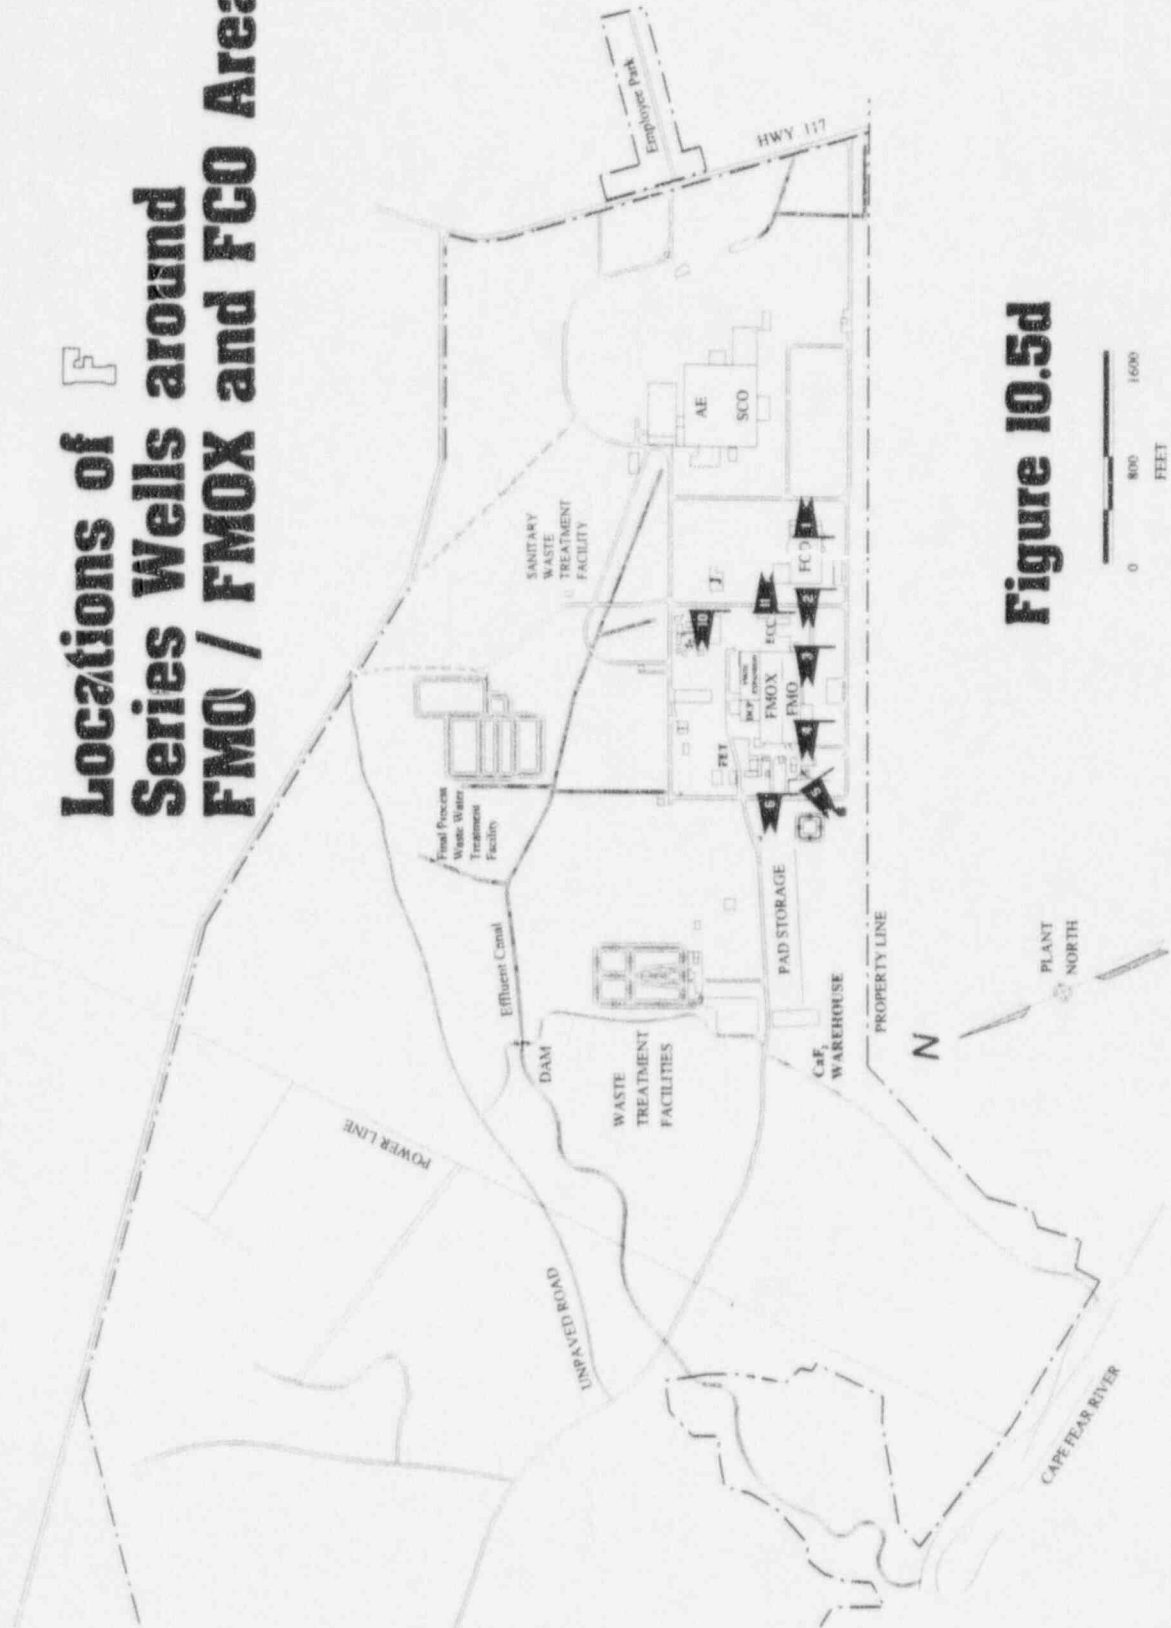 Locations of F
Series Wells around
FMO / FMOX and FCO Area
Employee Park
HWY 117
SANITARY
WASTE
TREATMENT
FACILITY
AE
SCO
Final Process
Waste Water
Treatment
Facility
J
FCO
1
2
11
10
ECC
3
FMOX
FMO
DCP
4
FET
5
6
Effluent Canal
DAM
WASTE
TREATMENT
FACILITIES
PAD STORAGE
CaF2
WAREHOUSE
PROPERTY LINE
POWER LINE
UNPAVED ROAD
CAPE FEAR RIVER
N
PLANT
NORTH
Figure 10.5d
0 800 1600
FEET